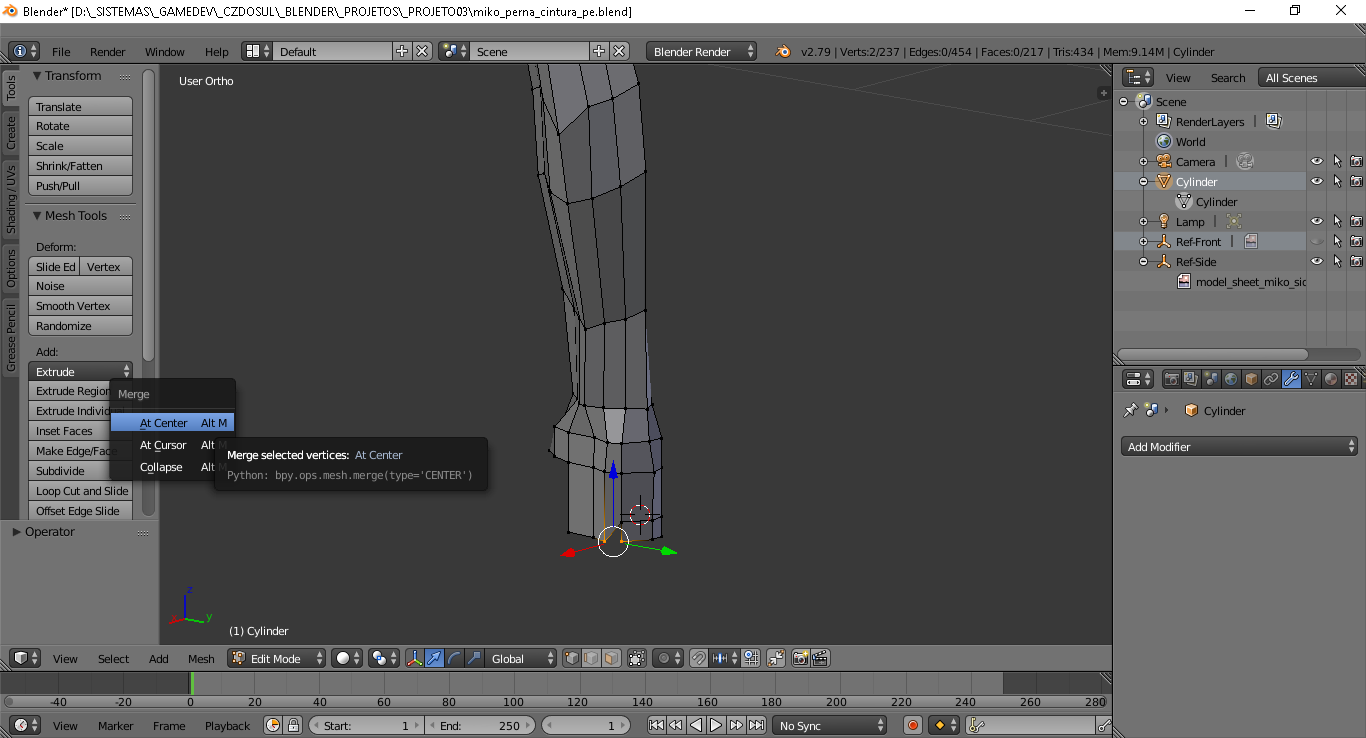 Blender* [D:\_SISTEMAS\_GAMEDEV\_CZDOSUL\_BLENDER\_PROJETOS\_PROJETO03\miko_perna_cintura_pe.blend]
File Render Window Help Default Scene Blender Render v2.79 | Verts:2/237 | Edges:0/454 | Faces:0/217 | Tris:434 | Mem:9.14M | Cylinder
Tools
Create
Shading / UVs
Options
Grease Pencil
Transform
Translate
Rotate
Scale
Shrink/Fatten
Push/Pull
Mesh Tools
Deform:
Slide Ed Vertex
Noise
Smooth Vertex
Randomize
Add:
Extrude
Extrude Region
Extrude Individ
Inset Faces
Make Edge/Face
Subdivide
Loop Cut and Slide
Offset Edge Slide
Operator
User Ortho
Merge
At Center Alt M
At Cursor Alt M
Collapse Alt M
Merge selected vertices: At Center
Python: bpy.ops.mesh.merge(type='CENTER')
z
x
y
(1) Cylinder
View Select Add Mesh Edit Mode Global
-40 -20 0 20 40 60 80 100 120 140 160 180 200 220 240 260 280
View Marker Frame Playback Start: 1 End: 250 1 No Sync
View Search All Scenes
Scene
RenderLayers |
World
Camera |
Cylinder
Cylinder
Lamp |
Ref-Front |
Ref-Side
model_sheet_miko_sid
Cylinder
Add Modifier